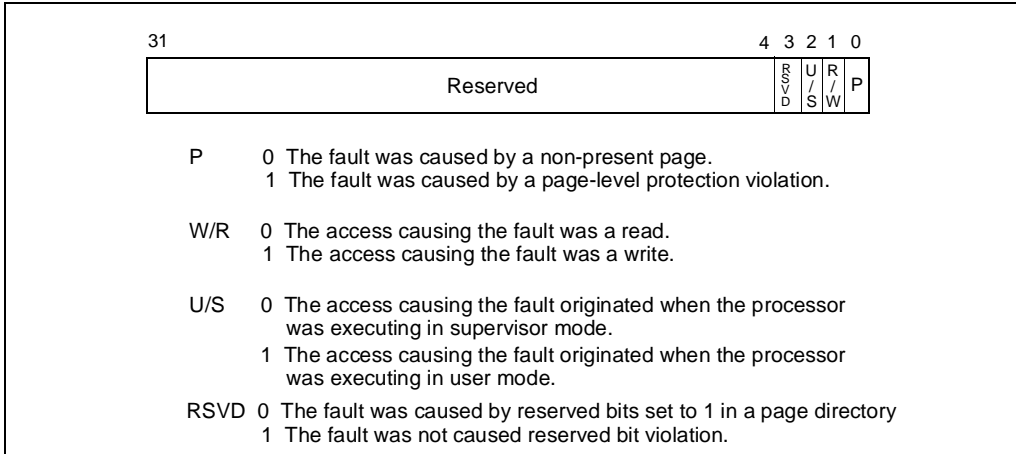 31 4 3 2 1 0
Reserved RSVD U/S R/W P
P 0 The fault was caused by a non-present page.
1 The fault was caused by a page-level protection violation.
W/R 0 The access causing the fault was a read.
1 The access causing the fault was a write.
U/S 0 The access causing the fault originated when the processor
was executing in supervisor mode.
1 The access causing the fault originated when the processor
was executing in user mode.
RSVD 0 The fault was caused by reserved bits set to 1 in a page directory
1 The fault was not caused reserved bit violation.